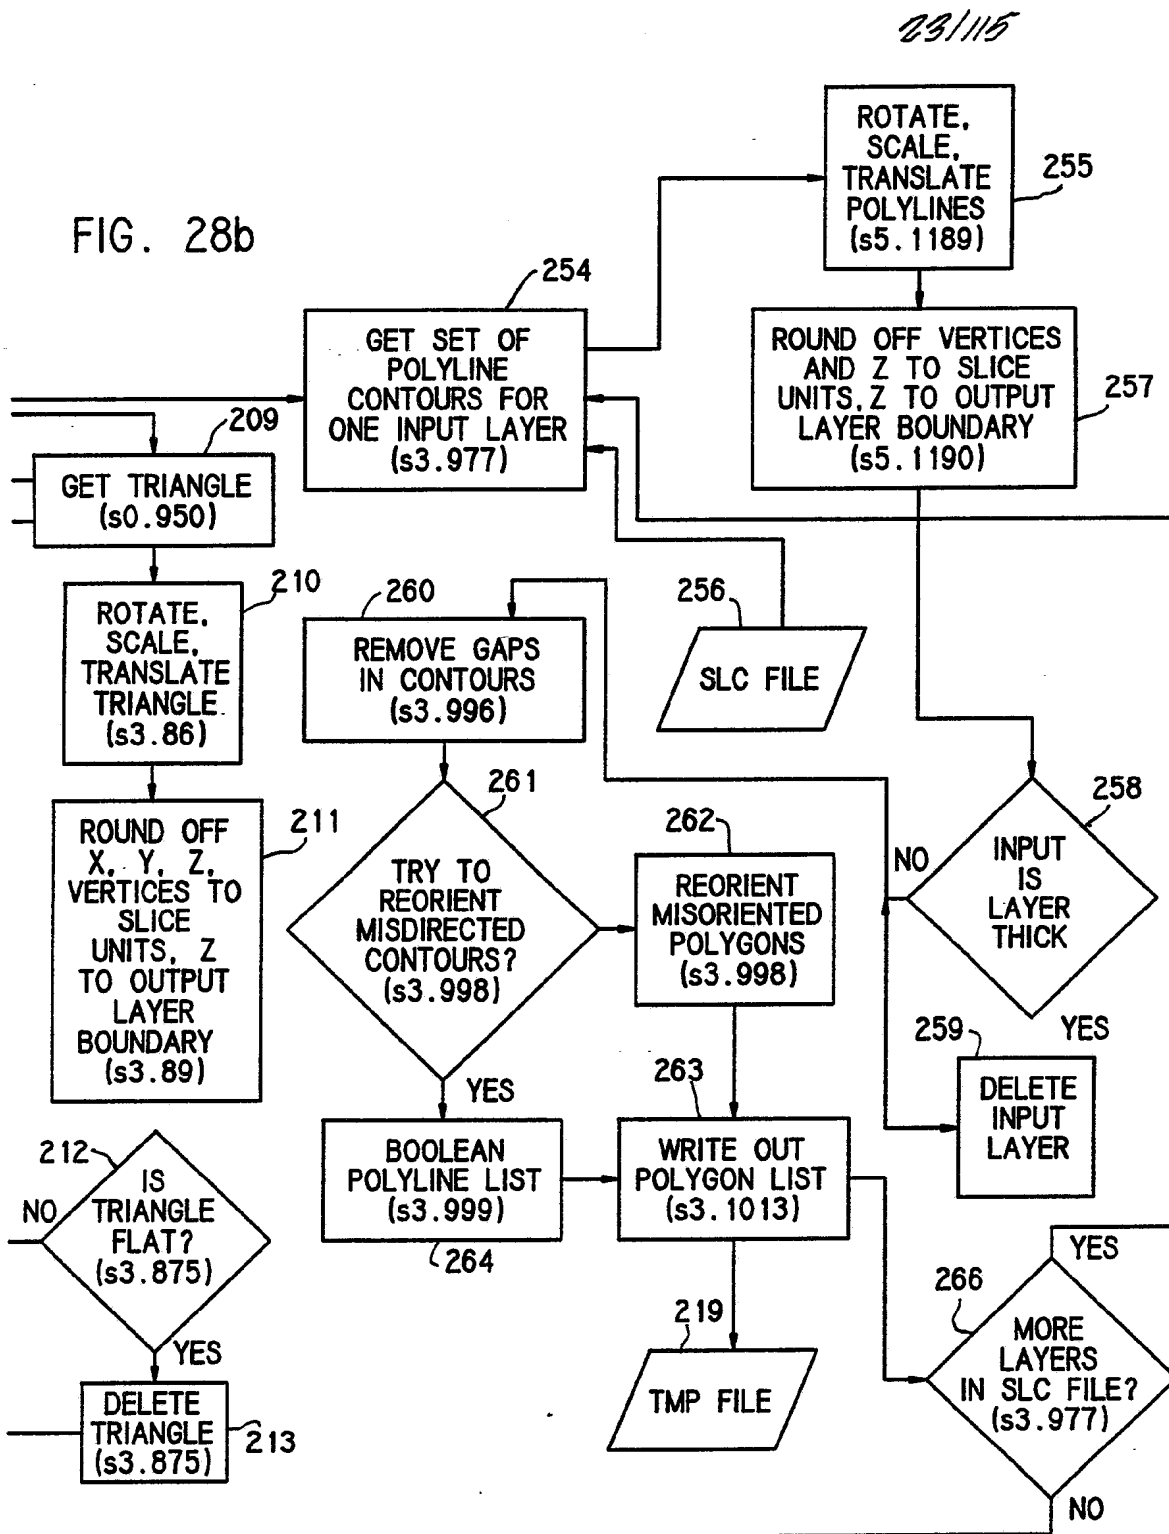 23/115
FIG. 28b
ROTATE,
SCALE,
TRANSLATE
POLYLINES
(s5.1189)
255
254
GET SET OF
POLYLINE
CONTOURS FOR
ONE INPUT LAYER
(s3.977)
ROUND OFF VERTICES
AND Z TO SLICE
UNITS, Z TO OUTPUT
LAYER BOUNDARY
(s5.1190)
257
209
GET TRIANGLE
(s0.950)
210
ROTATE,
SCALE,
TRANSLATE
TRIANGLE
(s3.86)
260
REMOVE GAPS
IN CONTOURS
(s3.996)
256
SLC FILE
211
ROUND OFF
X, Y, Z,
VERTICES TO
SLICE
UNITS, Z
TO OUTPUT
LAYER
BOUNDARY
(s3.89)
261
TRY TO
REORIENT
MISDIRECTED
CONTOURS?
(s3.998)
262
REORIENT
MISORIENTED
POLYGONS
(s3.998)
258
NO
INPUT
IS
LAYER
THICK
YES
259
DELETE
INPUT
LAYER
YES
263
BOOLEAN
POLYLINE LIST
(s3.999)
264
WRITE OUT
POLYGON LIST
(s3.1013)
212
NO
IS
TRIANGLE
FLAT?
(s3.875)
YES
DELETE
TRIANGLE
(s3.875)
213
219
TMP FILE
YES
266
MORE
LAYERS
IN SLC FILE?
(s3.977)
NO